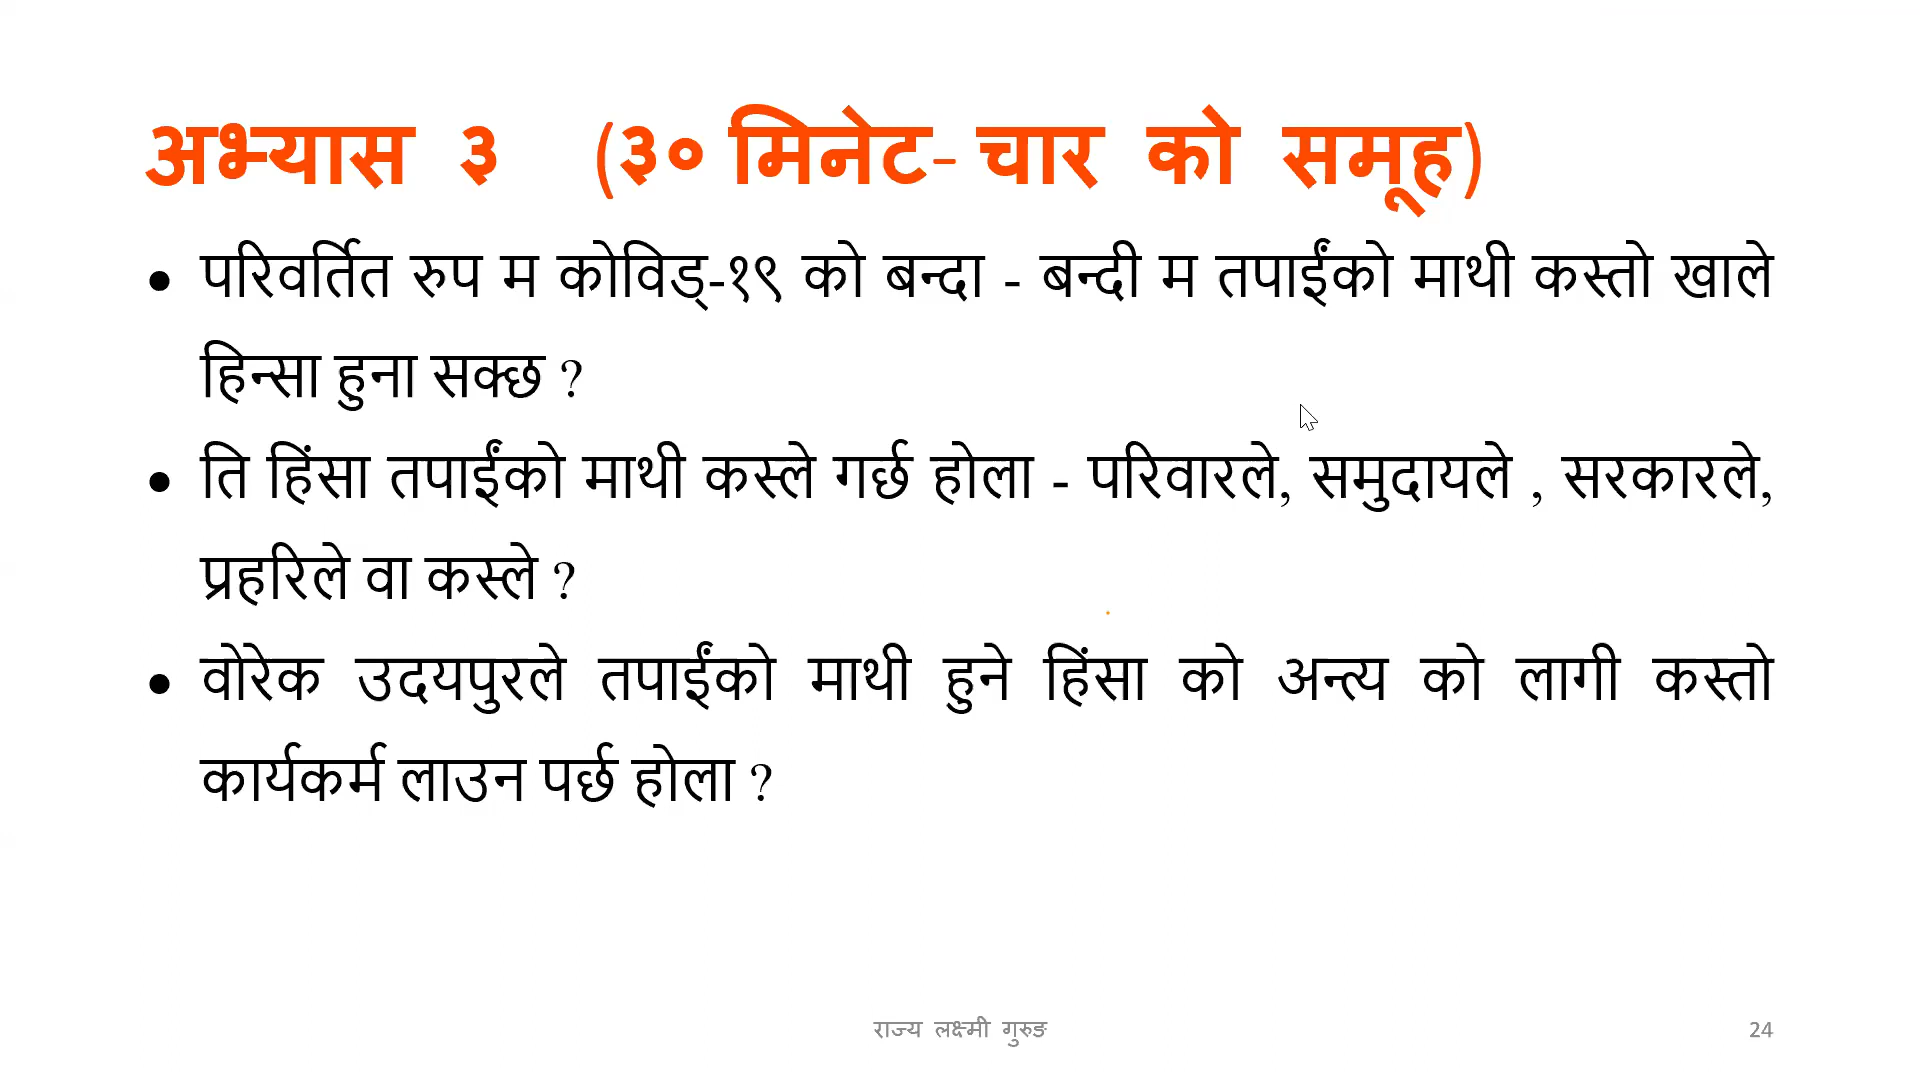 अभ्यास ३ (३० मिनेट- चार को समूह)
• परिवर्तित रुप म कोविड्-१९ को बन्दा - बन्दी म तपाईंको माथी कस्तो खाले
हिन्सा हुना सक्छ ?
• ति हिंसा तपाईंको माथी कस्ले गर्छ होला - परिवारले, समुदायले , सरकारले,
प्रहरिले वा कस्ले ?
• वोरेक उदयपुरले तपाईंको माथी हुने हिंसा को अन्त्य को लागी कस्तो
कार्यकर्म लाउन पर्छ होला ?
राज्य लक्ष्मी गुरुङ
24